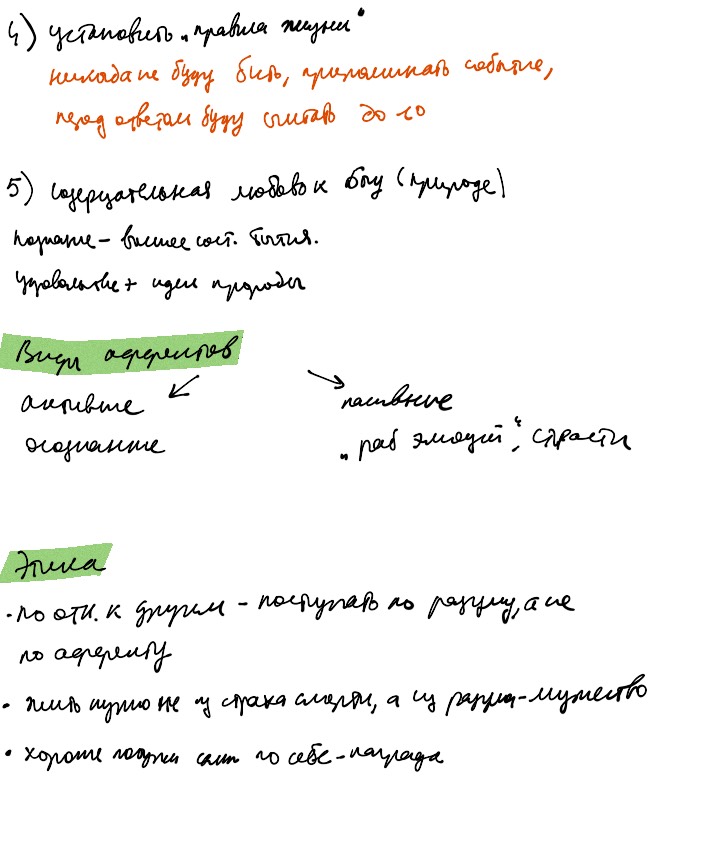 4) установить „правила жизни“
никогда не буду бить, припоминать событие,
перед ответом буду считать до 10
5) созерцательная любовь к богу (природе)
познание – высшее сост. бытия.
удовольствие + идеи природы
Виды аффектов
активные
пассивные
осознание
„раб эмоций“, страсти
Этика
• по отн. к другим – поступать по разуму, а не
по аффекту
• жить нужно не из страха смерти, а из разума – мужество
• хорошие поступки сами по себе – награда